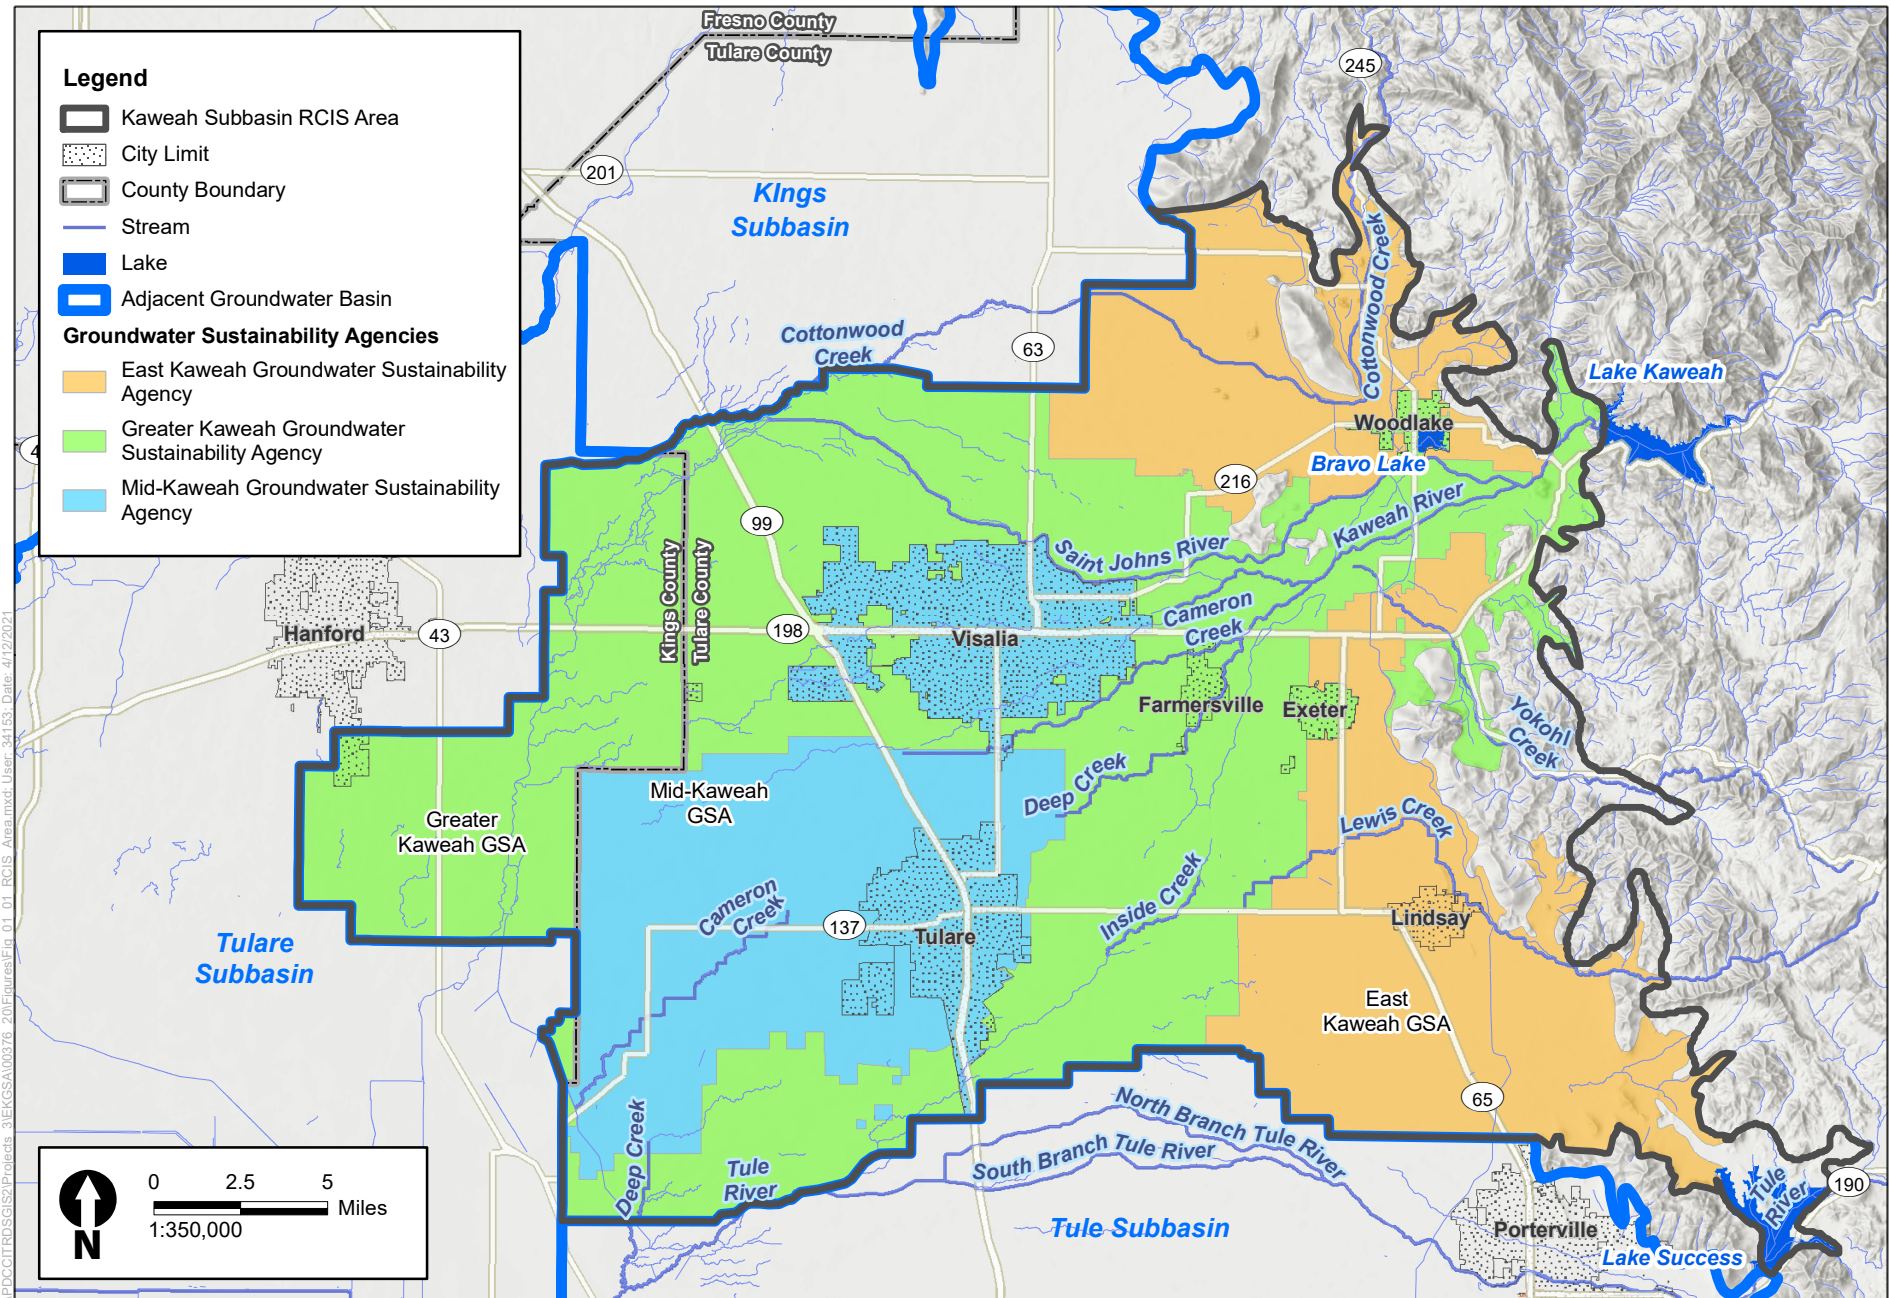 Fresno County
Tulare County
245
Legend
Kaweah Subbasin RCIS Area
City Limit
County Boundary
Stream
Lake
Adjacent Groundwater Basin
Groundwater Sustainability Agencies
East Kaweah Groundwater Sustainability
Agency
Greater Kaweah Groundwater
Sustainability Agency
Mid-Kaweah Groundwater Sustainability
Agency
201
KIngs
Subbasin
Cottonwood Creek
Cottonwood
Creek
63
Lake Kaweah
Woodlake
Bravo Lake
216
Kaweah River
99
Saint Johns River
Kings County
Tulare County
Hanford
43
198
Visalia
Cameron
Creek
Farmersville
Exeter
Yokohl
Creek
Mid-Kaweah
GSA
Deep Creek
Greater
Kaweah GSA
Lewis Creek
Cameron
Creek
137
Tulare
Inside Creek
Lindsay
Tulare
Subbasin
East
Kaweah GSA
65
Deep Creek
Tule
River
North Branch Tule River
South Branch Tule River
Tule
River
190
Tule Subbasin
Porterville
Lake Success
0 2.5 5
Miles
1:350,000
N